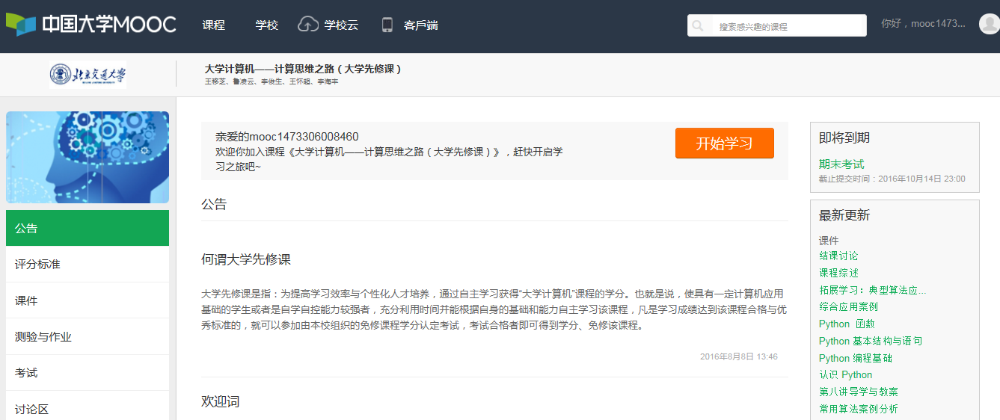 中国大学MOOC
课程
学校
学校云
客戶端
搜索感兴趣的课程
你好，mooc1473...
北京交通大学
大学计算机——计算思维之路（大学先修课）
王移芝、鲁凌云、李俊生、王怀超、李海丰
亲爱的mooc1473306008460
欢迎你加入课程《大学计算机——计算思维之路（大学先修课）》，赶快开启学
习之旅吧~
开始学习
公告
评分标准
课件
测验与作业
考试
讨论区
公告
何谓大学先修课
大学先修课是指：为提高学习效率与个性化人才培养，通过自主学习获得“大学计算机”课程的学分。也就是说，使具有一定计算机应用
基础的学生或者是自学自控能力较强者，充分利用时间并能根据自身的基础和能力自主学习该课程，凡是学习成绩达到该课程合格与优
秀标准的，就可以参加由本校组织的免修课程学分认定考试，考试合格者即可得到学分、免修该课程。
2016年8月8日 13:46
欢迎词
即将到期
期末考试
截止提交时间：2016年10月14日 23:00
最新更新
课件
结课讨论
课程综述
拓展学习：典型算法应...
综合应用案例
Python 函数
Python 基本结构与语句
Python 编程基础
认识 Python
第八讲导学与教案
常用算法案例分析